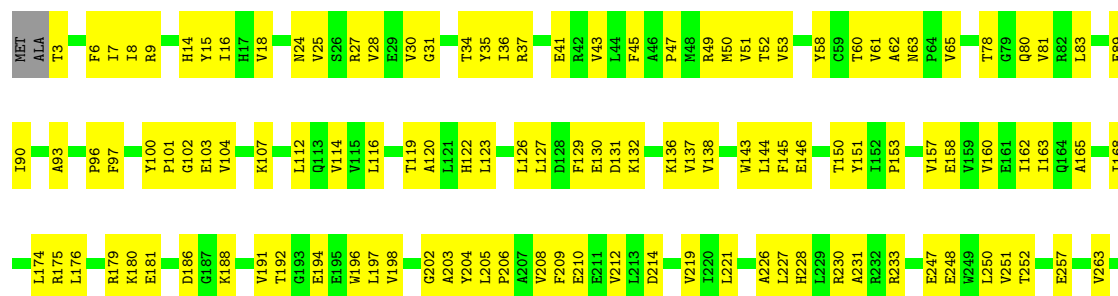 MET ALA T3 F6 I7 I8 R9 H14 Y15 I16 H17 V18 N24 V25 S26 R27 V28 E29 V30 G31 T34 Y35 I36 R37 E41 R42 V43 L44 F45 A46 P47 M48 R49 M50 V51 T52 V53 Y58 C59 T60 V61 A62 N63 P64 V65 T78 G79 Q80 V81 R82 L83
I90 A93 P96 F97 Y100 P101 G102 E103 V104 K107 L112 Q113 V114 V115 L116 T119 A120 L121 H122 L123 L126 L127 D128 F129 E130 D131 K132 K136 V137 V138 W143 L144 F145 E146 T150 Y151 I152 P153 V157 E158 V159 V160 E161 I162 I163 Q164 A165
L174 R175 L176 R179 K180 E181 D186 G187 K188 V191 T192 G193 E194 E195 W196 L197 V198 G202 A203 Y204 L205 P206 A207 V208 F209 E210 E211 V212 L213 D214 V219 I220 L221 A226 L227 H228 L229 R230 A231 R232 R233 E247 E248 W249 L250 V251 T252 E257 V263